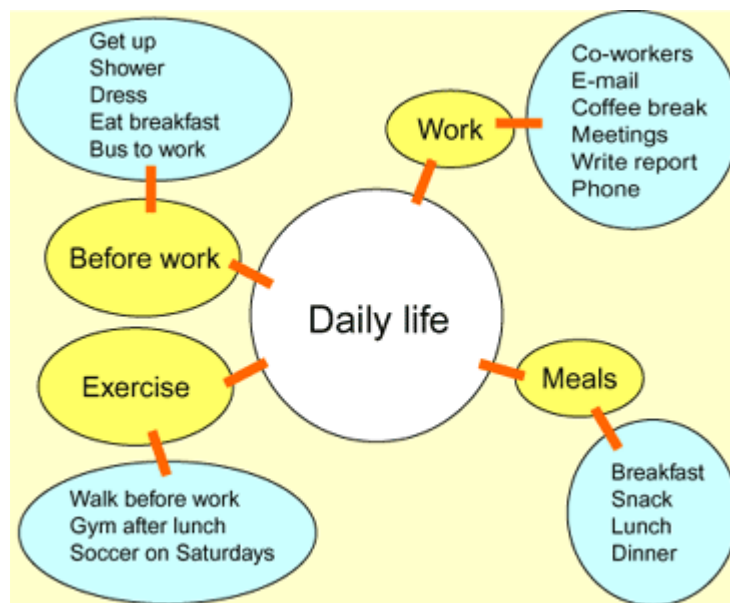 Get up
Shower
Dress
Eat breakfast
Bus to work
Before work
Work
Co-workers
E-mail
Coffee break
Meetings
Write report
Phone
Daily life
Exercise
Walk before work
Gym after lunch
Soccer on Saturdays
Meals
Breakfast
Snack
Lunch
Dinner